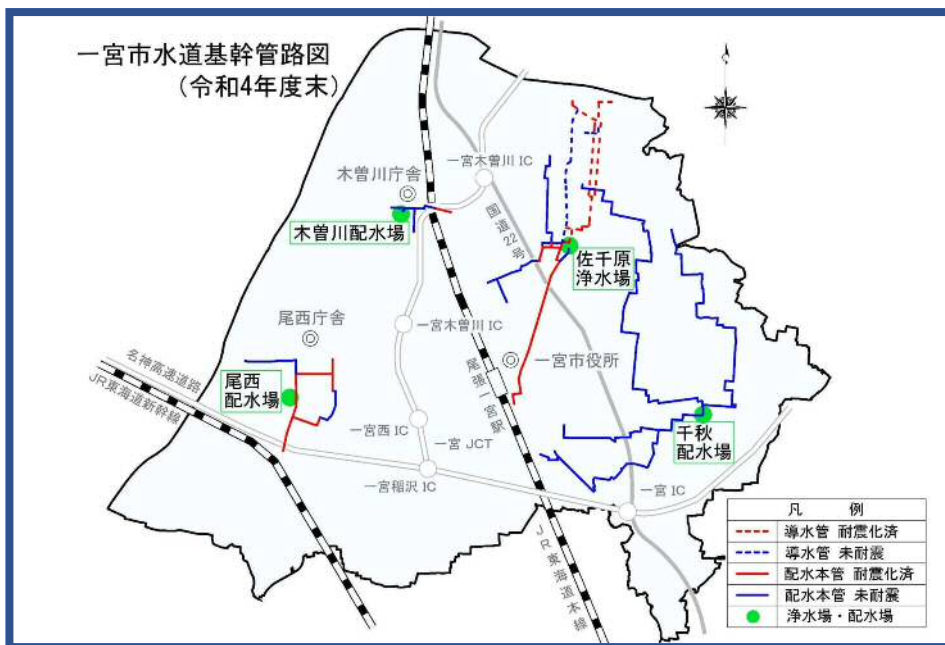 一宮市水道基幹管路図
(令和4年度末)
一宮木曽川 IC
木曽川庁舎
木曽川配水場
国道22号
佐千原
浄水場
尾西庁舎
一宮木曽川 IC
一宮市役所
尾張一宮駅
名神高速道路
JR東海道新幹線
尾西
配水場
一宮西 IC
一宮 JCT
千秋
配水場
一宮稲沢 IC
一宮 IC
JR東海道本線
凡 例
導水管 耐震化済
導水管 未耐震
配水本管 耐震化済
配水本管 未耐震
浄水場・配水場